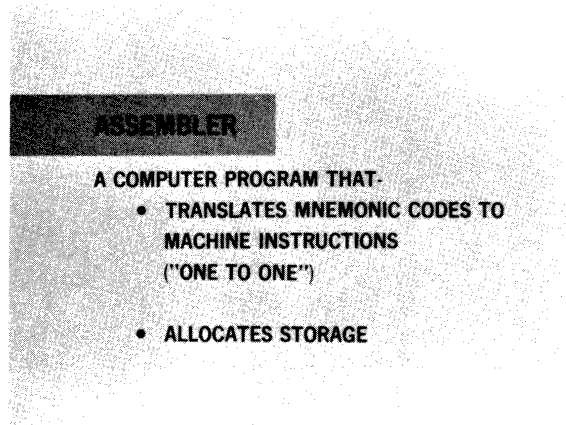 ASSEMBLER
A COMPUTER PROGRAM THAT-
• TRANSLATES MNEMONIC CODES TO
MACHINE INSTRUCTIONS
("ONE TO ONE")
• ALLOCATES STORAGE